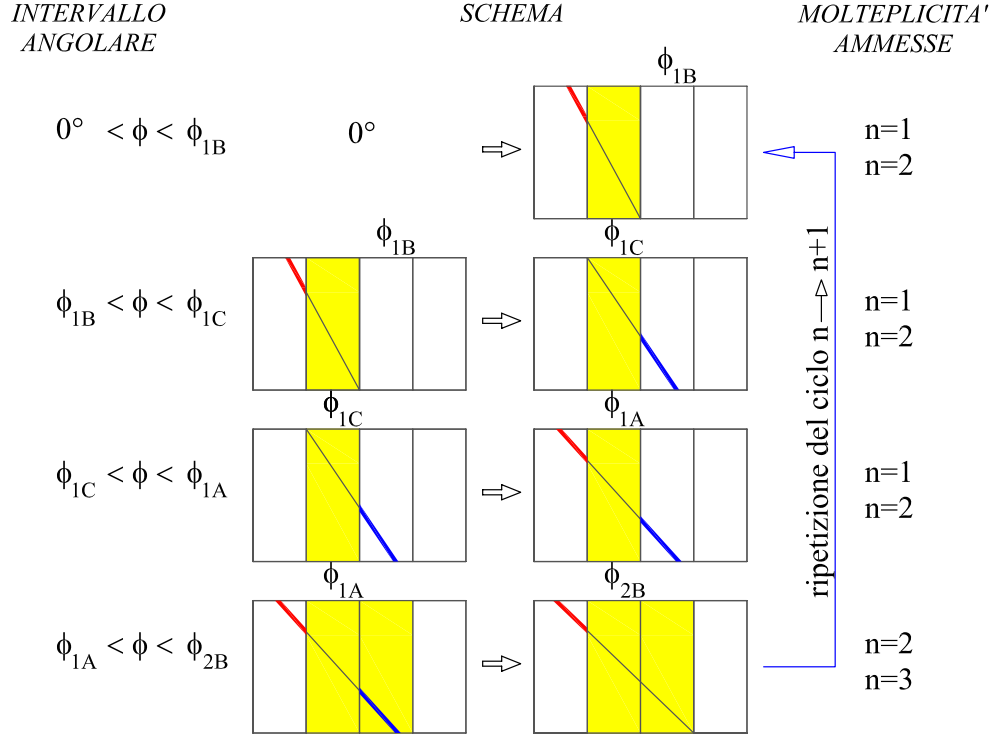 INTERVALLO ANGOLARE
SCHEMA
MOLTEPLICITA' AMMESSE
0° < ϕ < ϕ1B
0°
ϕ1B
n=1
n=2
ϕ1B < ϕ < ϕ1C
ϕ1B
ϕ1C
n=1
n=2
ϕ1C < ϕ < ϕ1A
ϕ1C
ϕ1A
n=1
n=2
ϕ1A < ϕ < ϕ2B
ϕ1A
ϕ2B
n=2
n=3
ripetizione del ciclo n → n+1